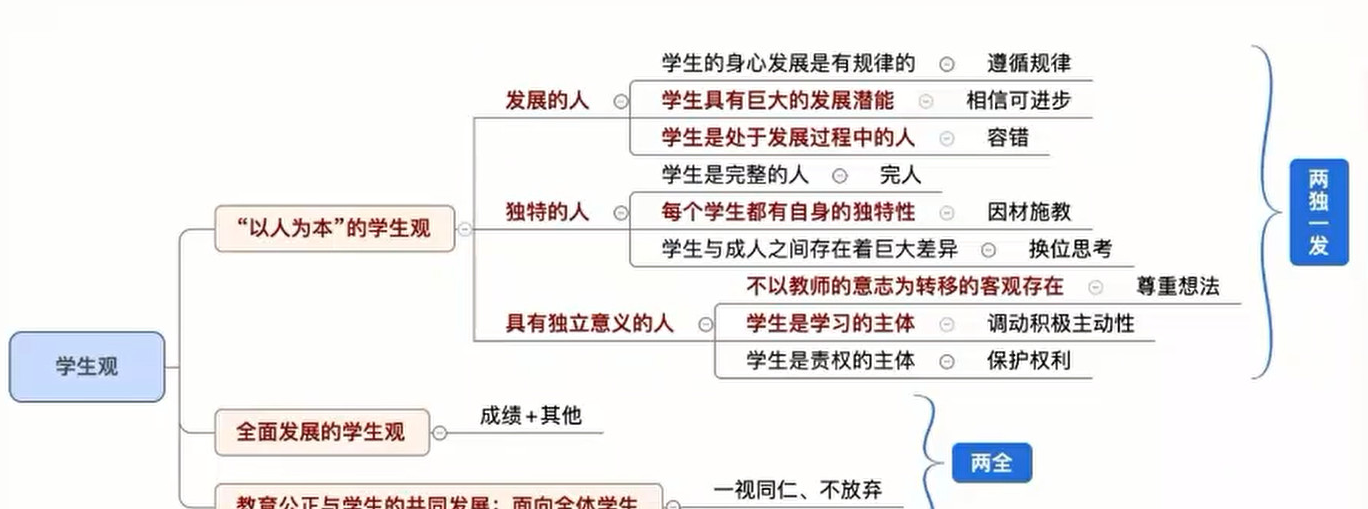 学生的身心发展是有规律的 遵循规律
发展的人 学生具有巨大的发展潜能 相信可进步
学生是处于发展过程中的人 容错
学生是完整的人 完人
独特的人 每个学生都有自身的独特性 因材施教
学生与成人之间存在着巨大差异 换位思考
“以人为本”的学生观
不以教师的意志为转移的客观存在 尊重想法
具有独立意义的人 学生是学习的主体 调动积极主动性
学生是责权的主体 保护权利
两独一发
学生观
全面发展的学生观 成绩+其他
两全
教育公正与学生的共同发展：面向全体学生 一视同仁、不放弃